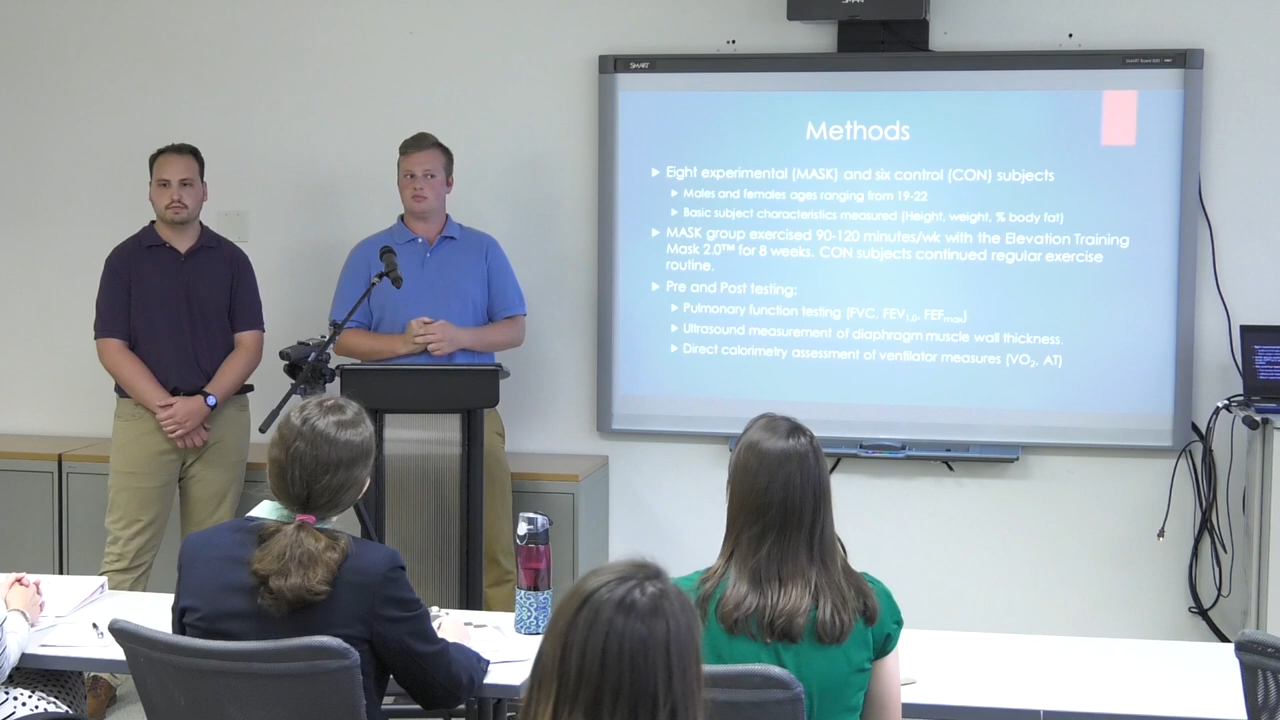 SMART
SMART
Methods
Eight experimental (MASK) and six control (CON) subjects
Males and females ages ranging from 19-22
Basic subject characteristics measured (Height, weight, % body fat)
MASK group exercised 90-120 minutes/wk with the Elevation Training
Mask 2.0™ for 8 weeks. CON subjects continued regular exercise
routine.
Pre and Post testing:
Pulmonary function testing (FVC, FEV1.0, FEFmax)
Ultrasound measurement of diaphragm muscle wall thickness.
Direct calorimetry assessment of ventilator measures (VO2, AT)